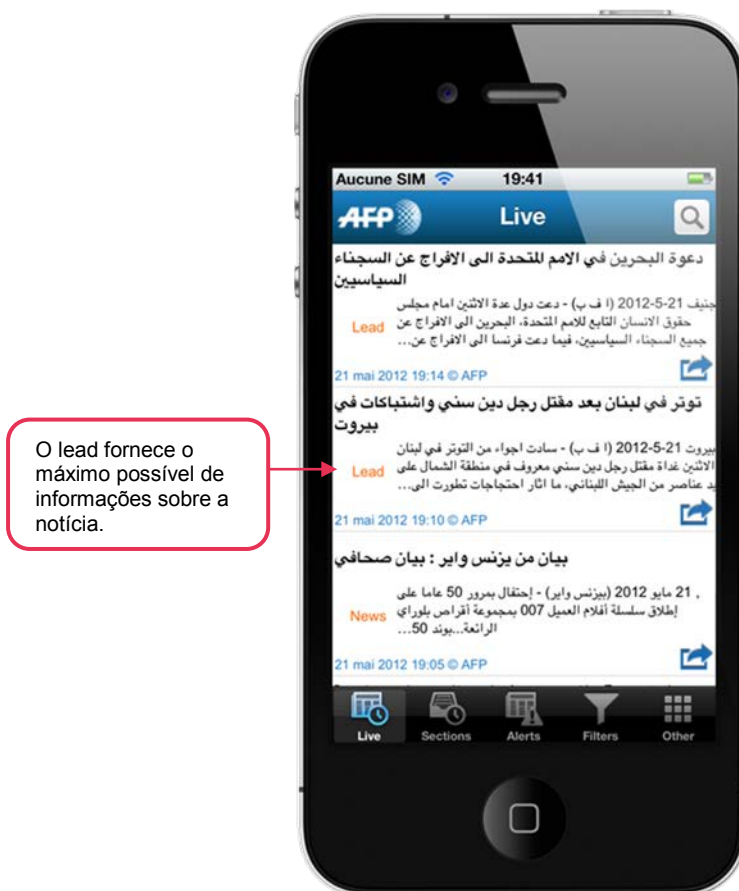 Aucune SIM 19:41
AFP Live
دعوة البحرين في الامم المتحدة الى الافراج عن السجناء
السياسيين
جنيف 21-5-2012 (ا ف ب) - دعت دول عدة الاثنين امام مجلس
حقوق الانسان التابع للامم المتحدة، البحرين الى الافراج عن
جميع السجناء السياسيين، فيما دعت فرنسا الى الافراج عن...
Lead
21 mai 2012 19:14 © AFP
توتر في لبنان بعد مقتل رجل دين سني واشتباكات في
بيروت
بيروت 21-5-2012 (ا ف ب) - سادت اجواء من التوتر في لبنان
الاثنين غداة مقتل رجل دين سني معروف في منطقة الشمال على
يد عناصر من الجيش اللبناني، ما اثار احتجاجات تطورت الى...
Lead
21 mai 2012 19:10 © AFP
بيان من يزنس واير : بيان صحافي
, 21 مايو 2012 (بيزنس واير) - إحتفال بمرور 50 عاما على
إطلاق سلسلة أفلام العميل 007 بمجموعة أقراص بلوراي
الرائعة...بوند 50...
News
21 mai 2012 19:05 © AFP
Live Sections Alerts Filters Other
O lead fornece o
máximo possível de
informações sobre a
notícia.